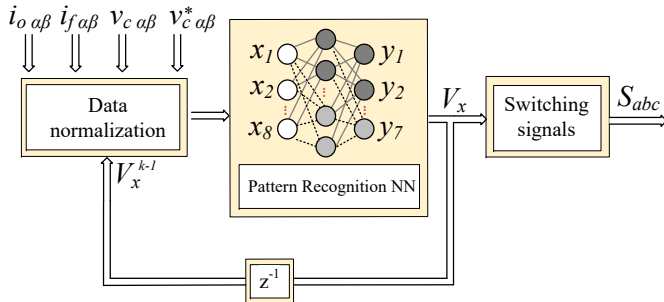 i_o αβ i_f αβ v_c αβ v*_c αβ
Data
normalization
V_x^k-1
x_1 y_1
x_2 y_2
x_8 y_7
Pattern Recognition NN
V_x
Switching
signals
S_abc
z^-1